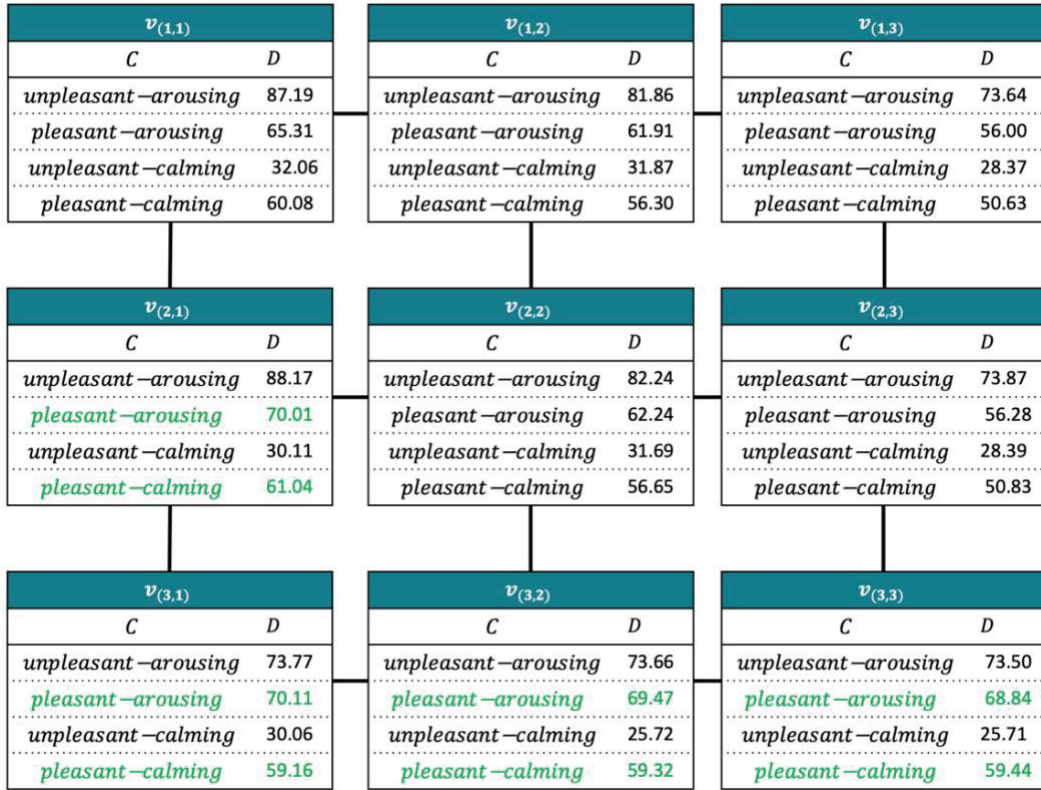 v(1,1)
C D
unpleasant−arousing 87.19
pleasant−arousing 65.31
unpleasant−calming 32.06
pleasant−calming 60.08
v(1,2)
C D
unpleasant−arousing 81.86
pleasant−arousing 61.91
unpleasant−calming 31.87
pleasant−calming 56.30
v(1,3)
C D
unpleasant−arousing 73.64
pleasant−arousing 56.00
unpleasant−calming 28.37
pleasant−calming 50.63
v(2,1)
C D
unpleasant−arousing 88.17
pleasant−arousing 70.01
unpleasant−calming 30.11
pleasant−calming 61.04
v(2,2)
C D
unpleasant−arousing 82.24
pleasant−arousing 62.24
unpleasant−calming 31.69
pleasant−calming 56.65
v(2,3)
C D
unpleasant−arousing 73.87
pleasant−arousing 56.28
unpleasant−calming 28.39
pleasant−calming 50.83
v(3,1)
C D
unpleasant−arousing 73.77
pleasant−arousing 70.11
unpleasant−calming 30.06
pleasant−calming 59.16
v(3,2)
C D
unpleasant−arousing 73.66
pleasant−arousing 69.47
unpleasant−calming 25.72
pleasant−calming 59.32
v(3,3)
C D
unpleasant−arousing 73.50
pleasant−arousing 68.84
unpleasant−calming 25.71
pleasant−calming 59.44